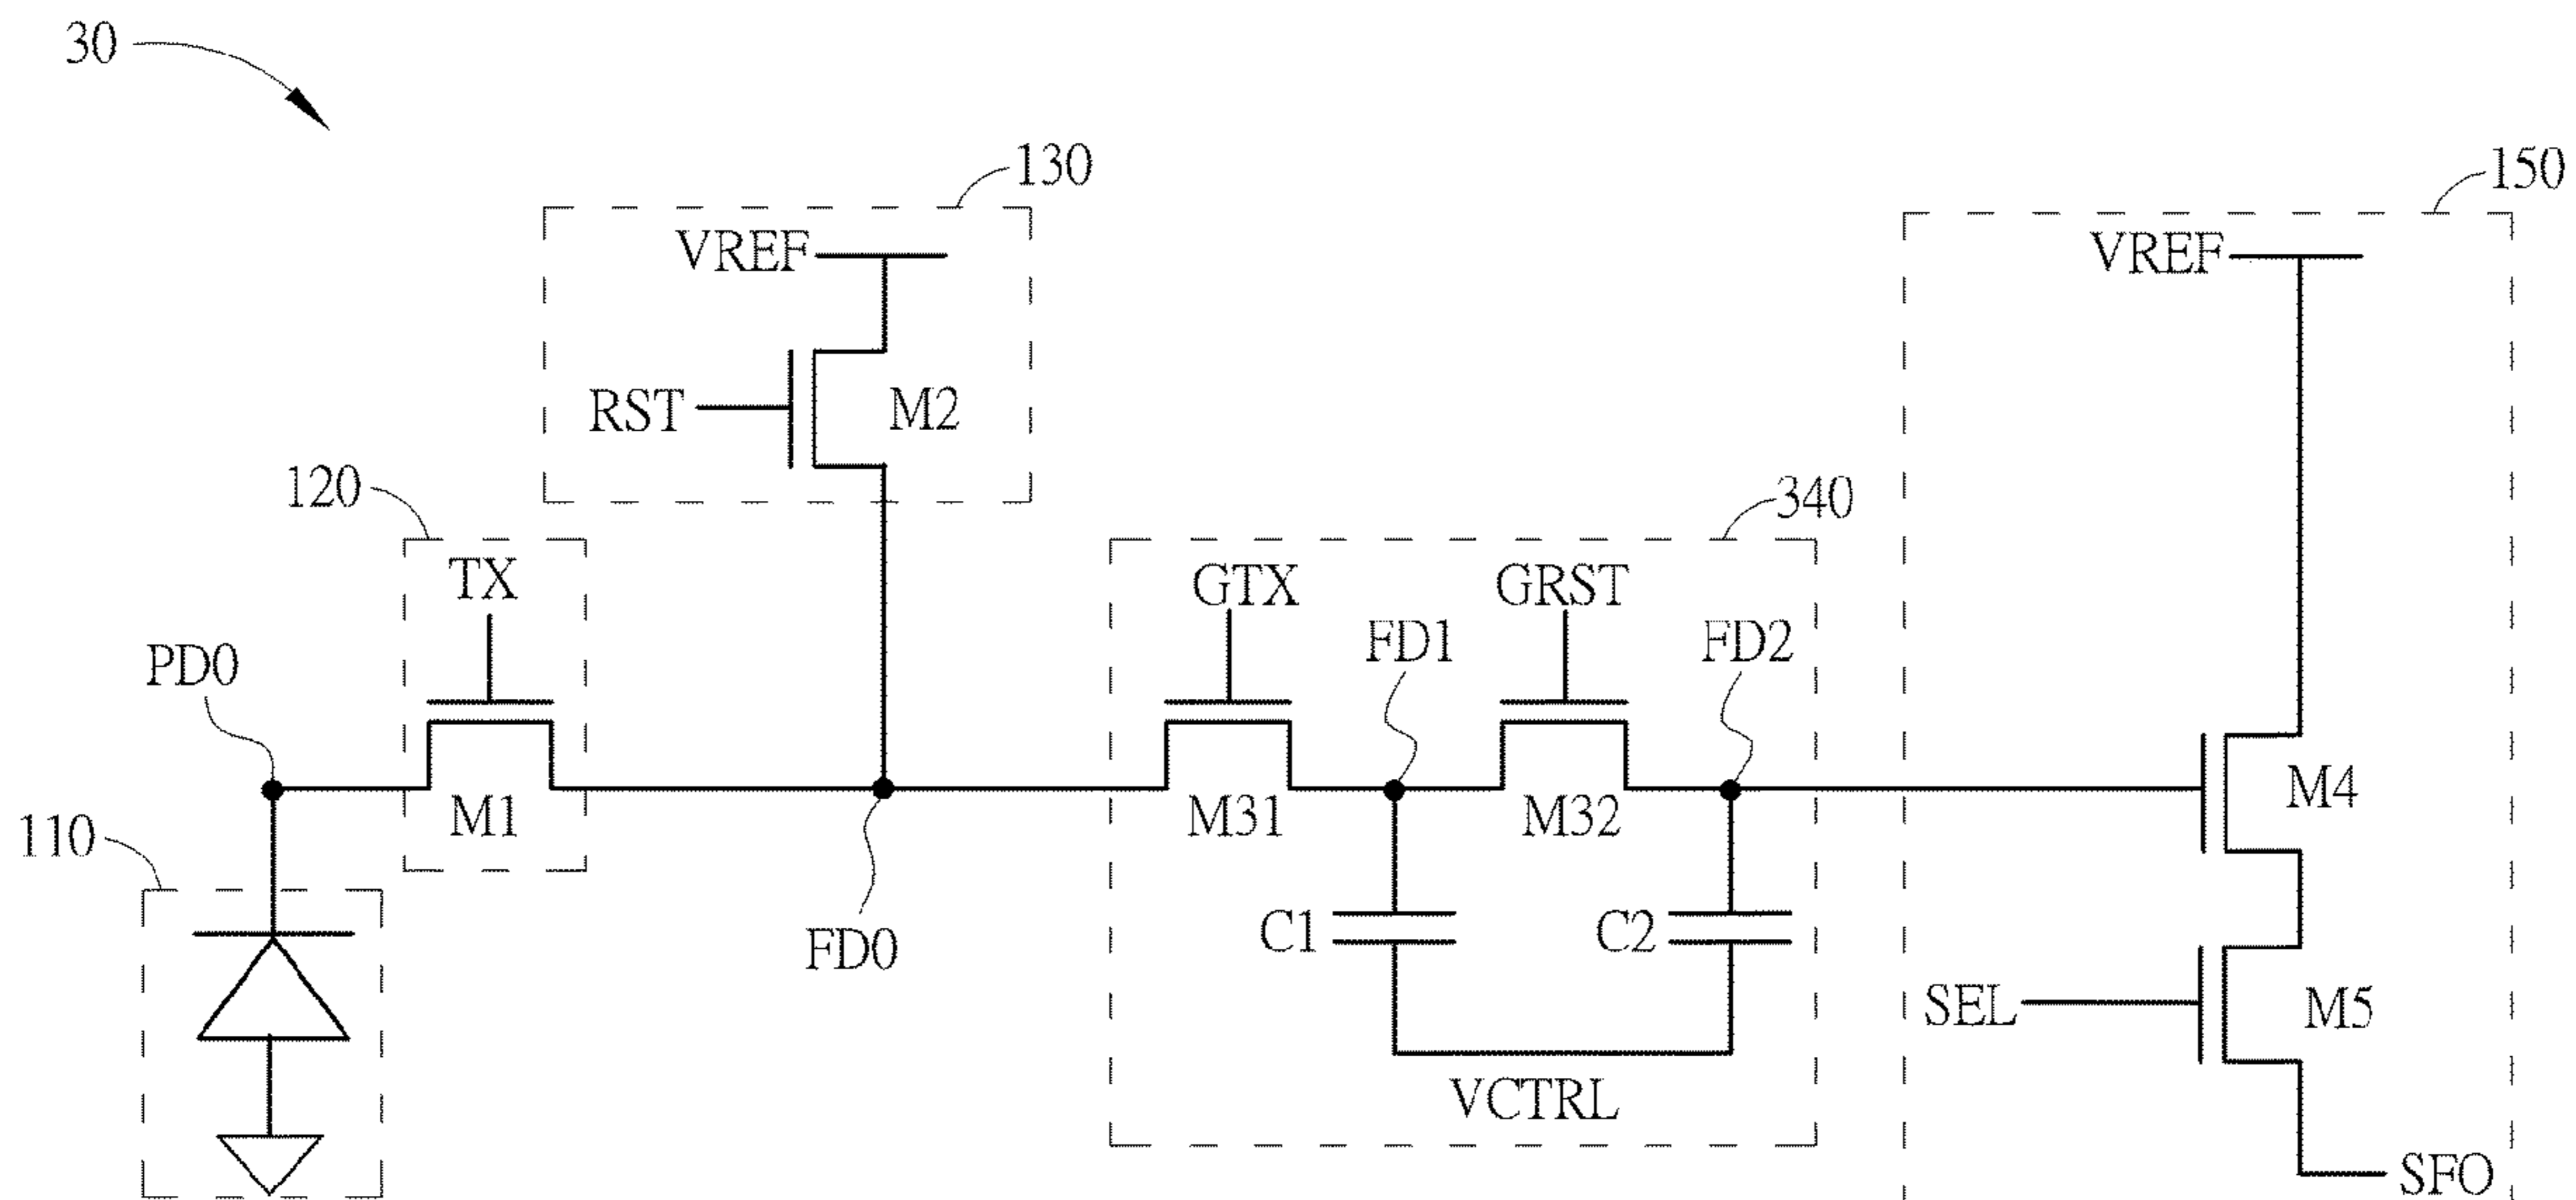 30
130
150
VREF
VREF
RST
M2
120
340
TX
GTX
GRST
FD1
FD2
PD0
M1
M31
M32
M4
110
FD0
C1
C2
SEL
M5
VCTRL
SFO